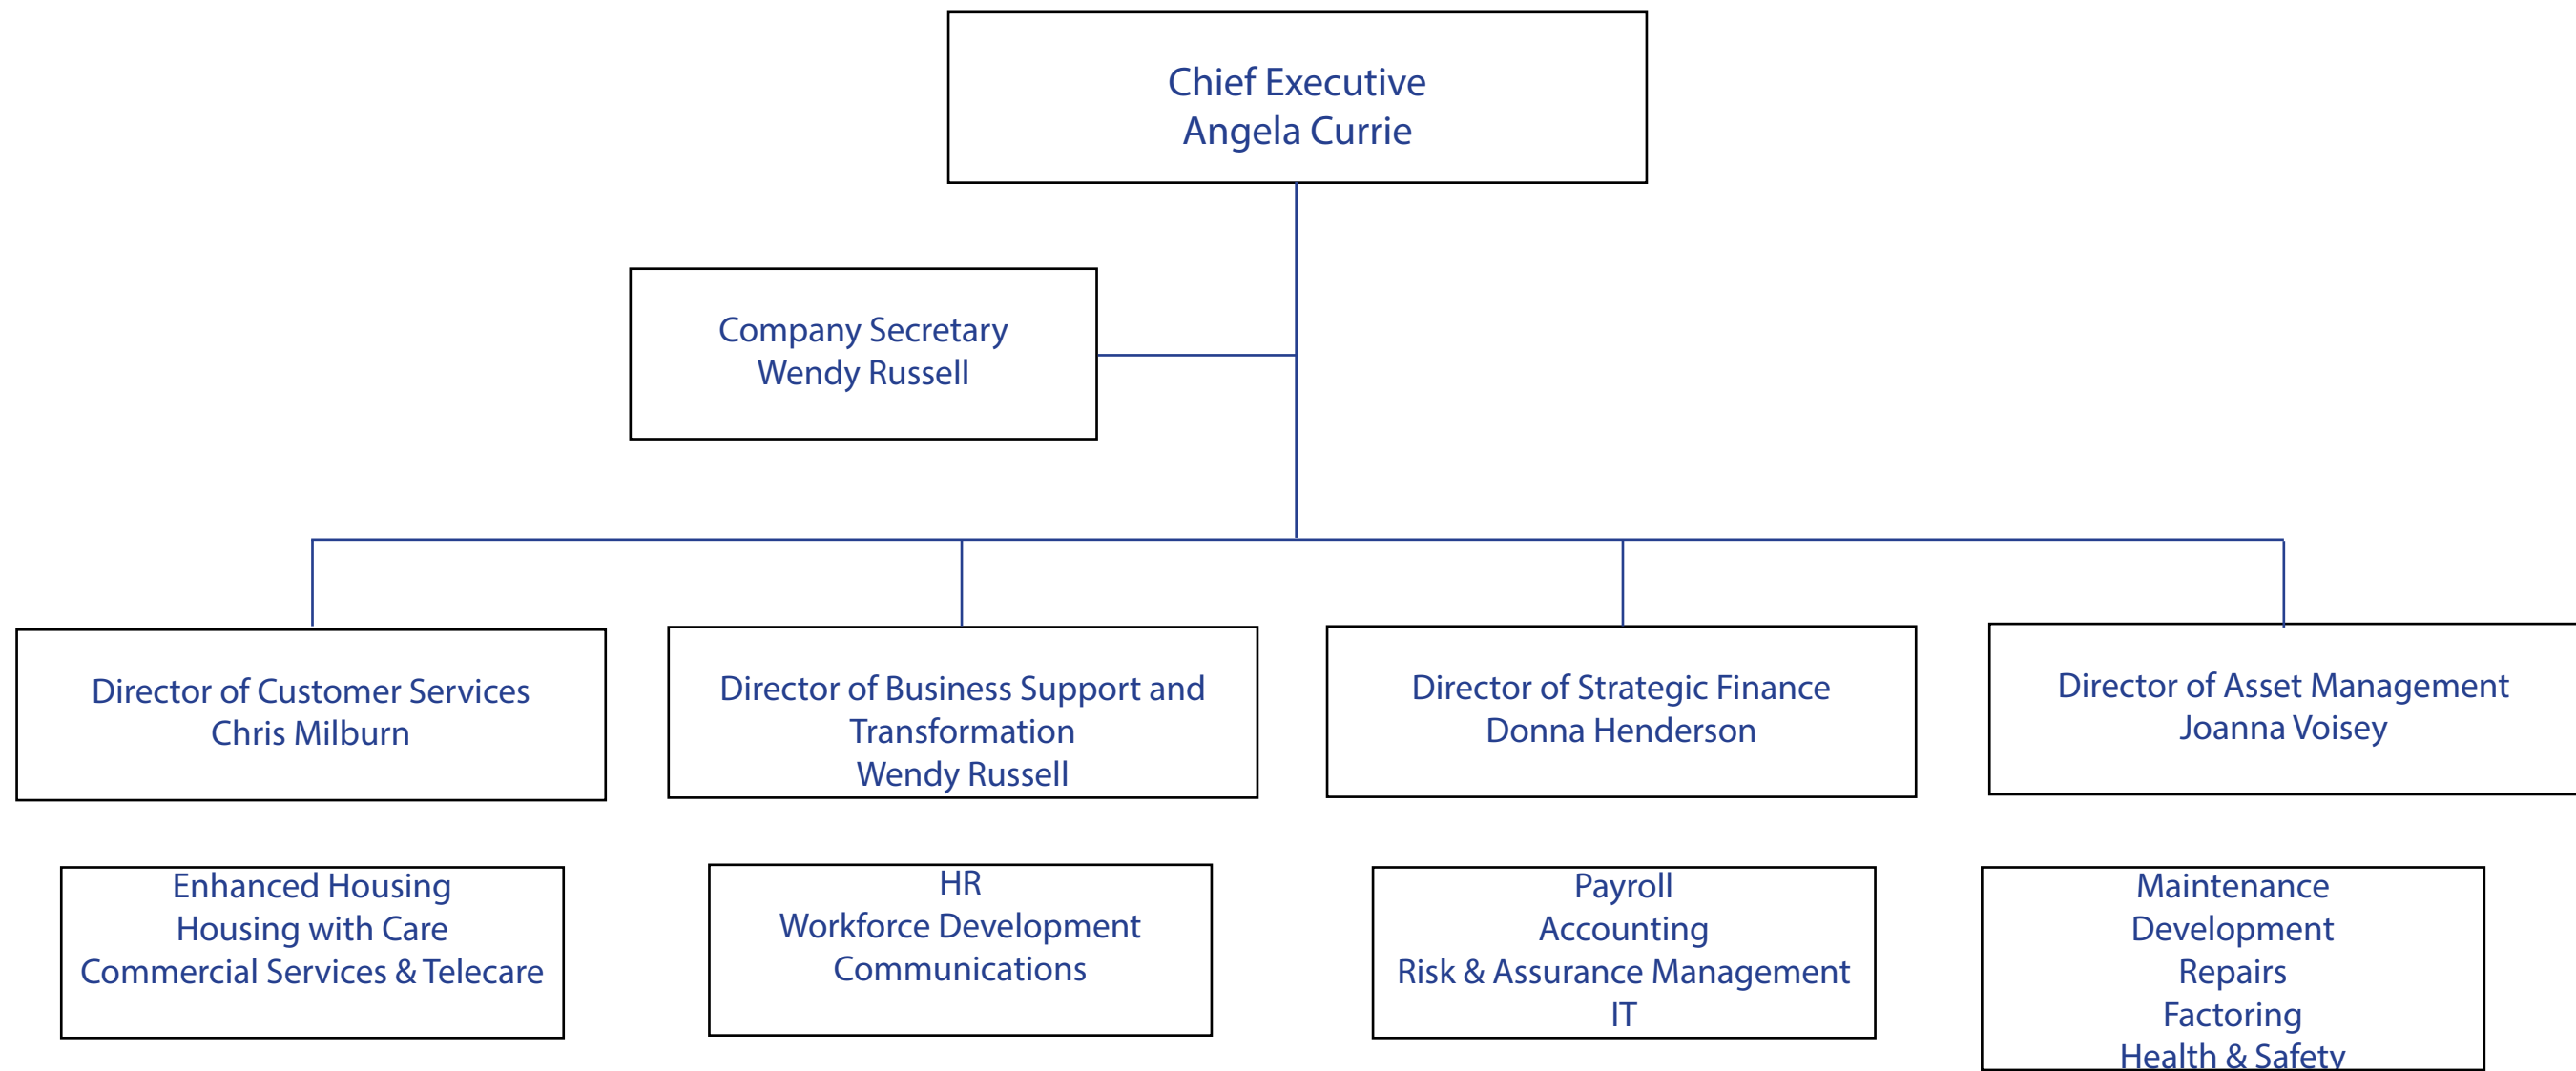 Chief Executive
Angela Currie
Company Secretary
Wendy Russell
Director of Customer Services
Chris Milburn
Director of Business Support and
Transformation
Wendy Russell
Director of Strategic Finance
Donna Henderson
Director of Asset Management
Joanna Voisey
Enhanced Housing
Housing with Care
Commercial Services & Telecare
HR
Workforce Development
Communications
Payroll
Accounting
Risk & Assurance Management
IT
Maintenance
Development
Repairs
Factoring
Health & Safety